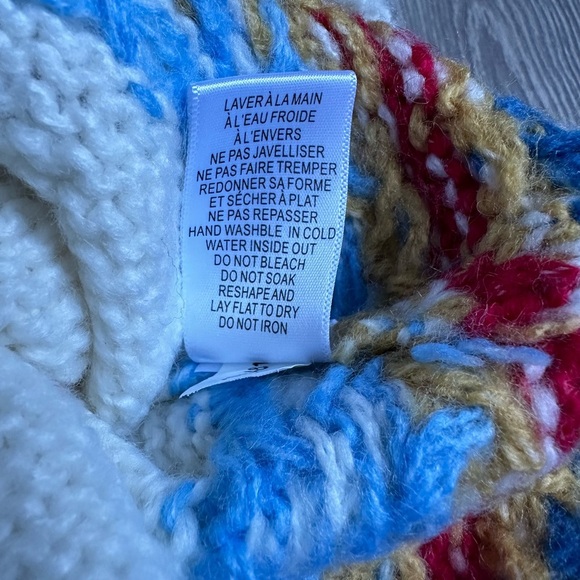 LAVER À LA MAIN
À L'EAU FROIDE
À L'ENVERS
NE PAS JAVELLISER
NE PAS FAIRE TREMPER
REDONNER SA FORME
ET SÉCHER À PLAT
NE PAS REPASSER
HAND WASHBLE IN COLD
WATER INSIDE OUT
DO NOT BLEACH
DO NOT SOAK
RESHAPE AND
LAY FLAT TO DRY
DO NOT IRON